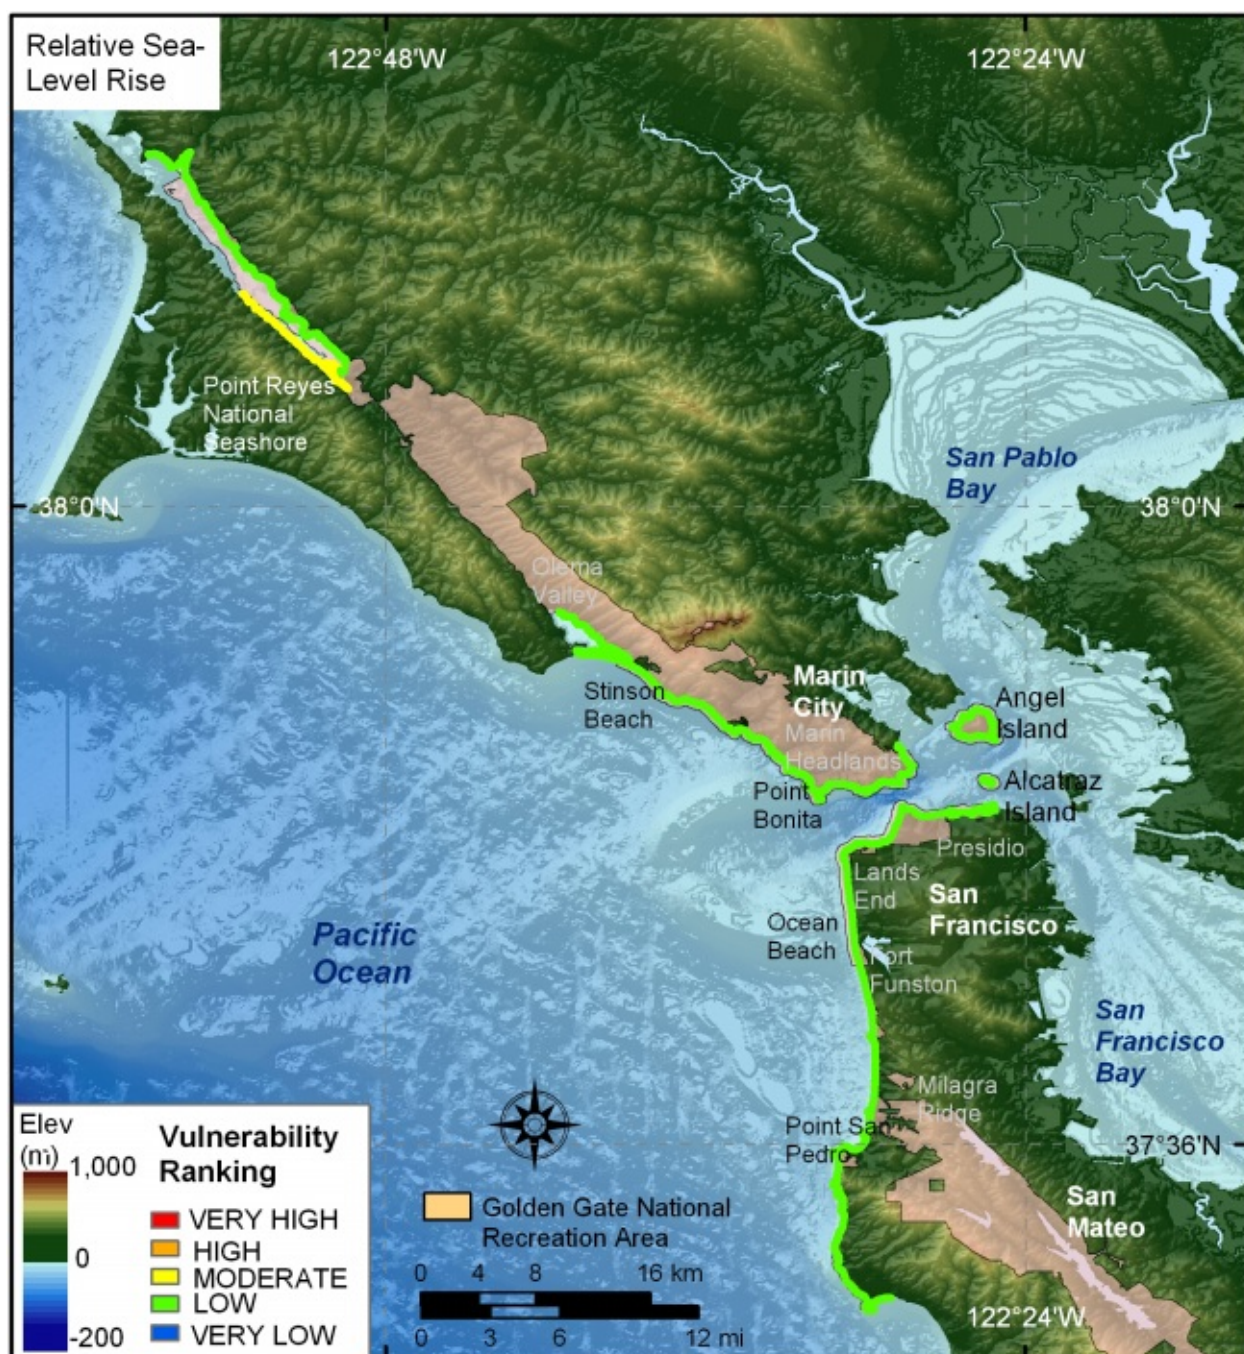 Relative Sea-
Level Rise
122°48'W
122°24'W
Point Reyes
National
Seashore
San Pablo
Bay
38°0'N
38°0'N
Olema
Valley
Stinson
Beach
Marin
City
Marin
Headlands
Angel
Island
Point
Bonita
Alcatraz
Island
Presidio
Lands
End
San
Francisco
Ocean
Beach
Fort
Funston
Pacific
Ocean
San
Francisco
Bay
Milagra
Ridge
Point San
Pedro
37°36'N
San
Mateo
122°24'W
Elev
(m)
1,000
0
-200
Vulnerability
Ranking
VERY HIGH
HIGH
MODERATE
LOW
VERY LOW
Golden Gate National
Recreation Area
0 4 8 16 km
0 3 6 12 mi